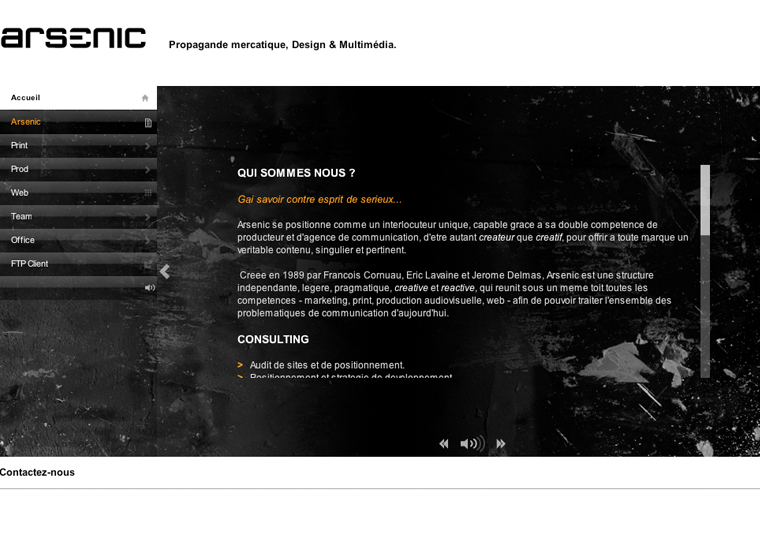 arsenic
Propagande mercatique, Design & Multimédia.
Accueil
Arsenic
Print
Prod
Web
Team
Office
FTP Client
QUI SOMMES NOUS ?
Gai savoir contre esprit de serieux...
Arsenic se positionne comme un interlocuteur unique, capable grace a sa double competence de
producteur et d'agence de communication, d'etre autant createur que creatif, pour offrir a toute marque un
veritable contenu, singulier et pertinent.
Creee en 1989 par Francois Cornuau, Eric Lavaine et Jerome Delmas, Arsenic est une structure
independante, legere, pragmatique, creative et reactive, qui reunit sous un meme toit toutes les
competences - marketing, print, production audiovisuelle, web - afin de pouvoir traiter l'ensemble des
problematiques de communication d'aujourd'hui.
CONSULTING
> Audit de sites et de positionnement.
> Positionnement et strategie de developpement
Contactez-nous